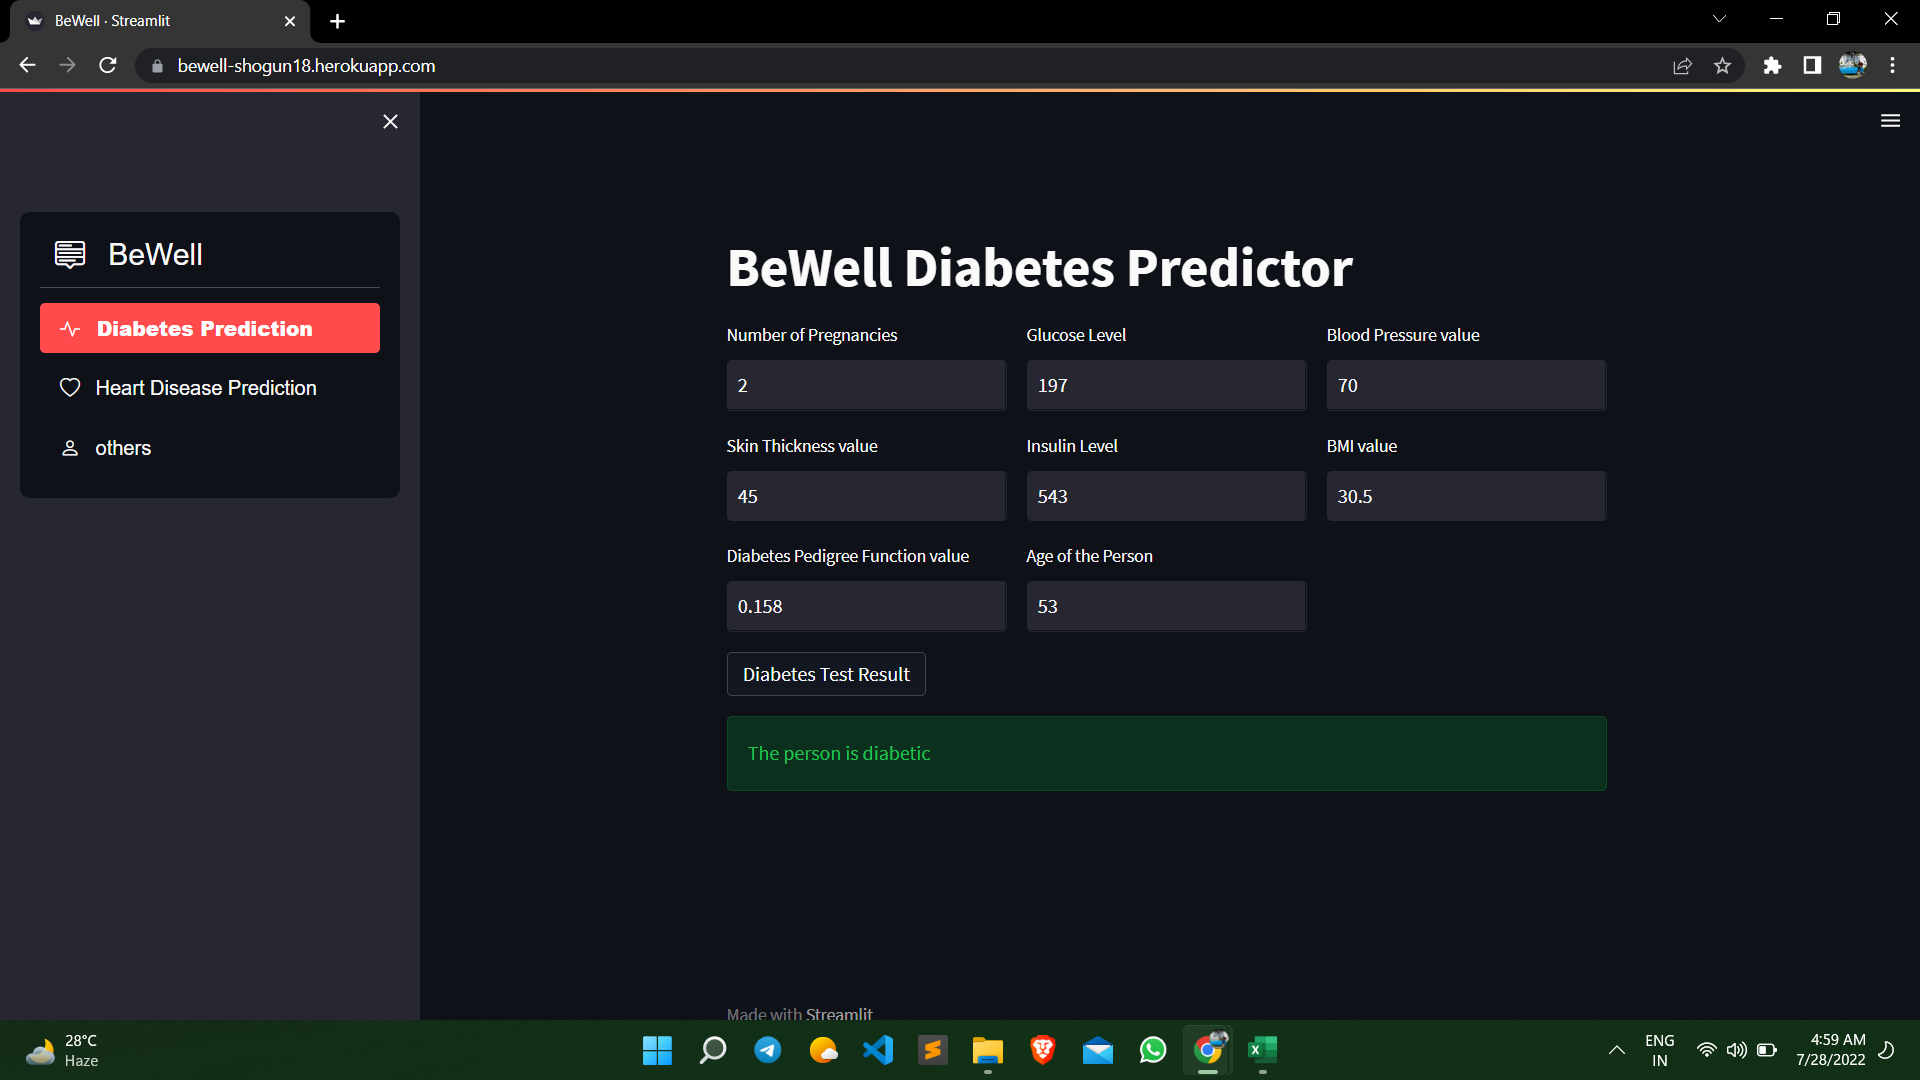 BeWell · Streamlit
bewell-shogun18.herokuapp.com
BeWell
Diabetes Prediction
Heart Disease Prediction
others
BeWell Diabetes Predictor
Number of Pregnancies
Glucose Level
Blood Pressure value
2
197
70
Skin Thickness value
Insulin Level
BMI value
45
543
30.5
Diabetes Pedigree Function value
Age of the Person
0.158
53
Diabetes Test Result
The person is diabetic
Made with Streamlit
28°C
Haze
ENG
IN
4:59 AM
7/28/2022